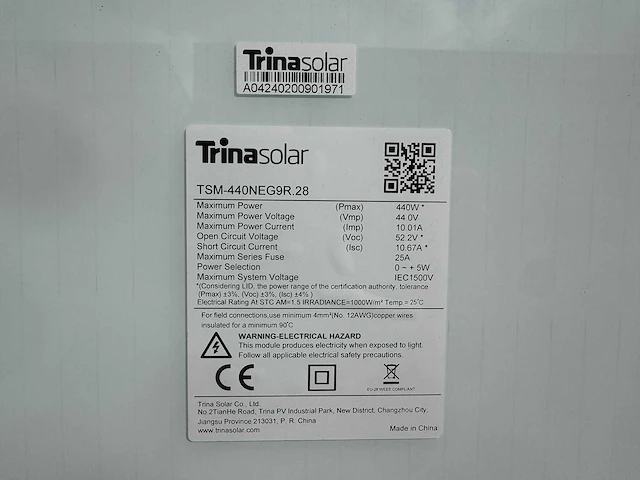 Trinasolar
A04240200901971
Trinasolar
TSM-440NEG9R.28
Maximum Power (Pmax) 440W *
Maximum Power Voltage (Vmp) 44.0V
Maximum Power Current (Imp) 10.01A
Open Circuit Voltage (Voc) 52.2V *
Short Circuit Current (Isc) 10.67A *
Maximum Series Fuse 25A
Power Selection 0 ~ + 5W
Maximum System Voltage IEC1500V
*(Considering LID, the power range of the certification authority. tolerance
(Pmax) ±3%, (Voc) ±3%, (Isc) ±4% )
Electrical Rating At STC AM=1.5 IRRADIANCE=1000W/m² Temp.= 25℃
For field connections,use minimum 4mm²(No. 12AWG)copper wires
insulated for a minimum 90℃
WARNING-ELECTRICAL HAZARD
This module produces electricity when exposed to light.
Follow all applicable electrical safety precautions.
CE
EU-28 WEEE COMPLIANT
Trina Solar Co., Ltd.
No.2TianHe Road, Trina PV Industrial Park, New District, Changzhou City,
Jiangsu Province 213031, P. R. China
www.trinasolar.com Made in China